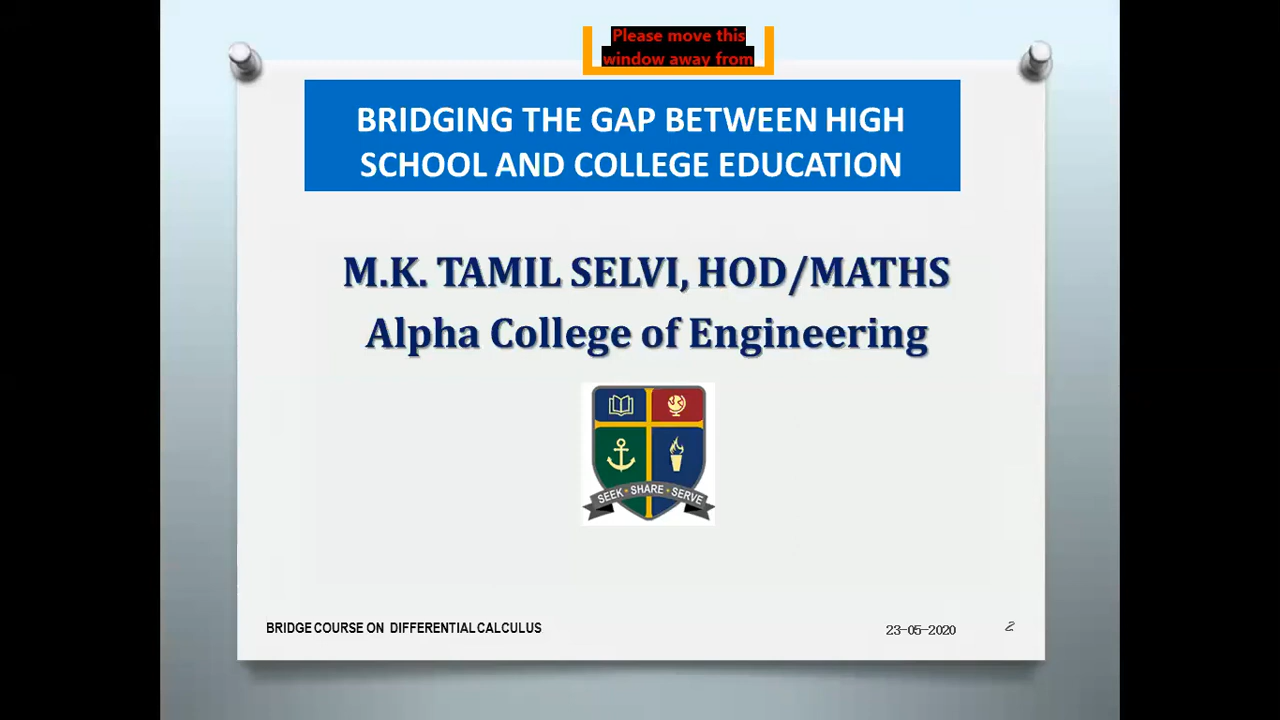 Please move this
window away from
BRIDGING THE GAP BETWEEN HIGH
SCHOOL AND COLLEGE EDUCATION
M.K. TAMIL SELVI, HOD/MATHS
Alpha College of Engineering
SEEK • SHARE • SERVE
BRIDGE COURSE ON DIFFERENTIAL CALCULUS
23-05-2020
2